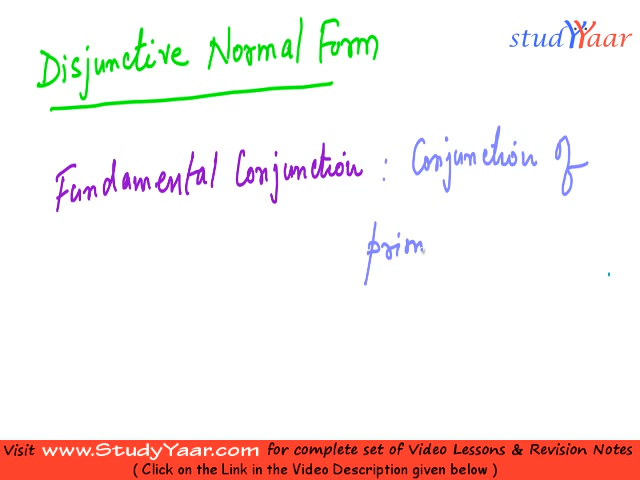 Disjunctive Normal Form
studYYaar
Fundamental Conjunction : Conjunction of
prim
Visit www.StudyYaar.com for complete set of Video Lessons & Revision Notes
( Click on the Link in the Video Description given below )